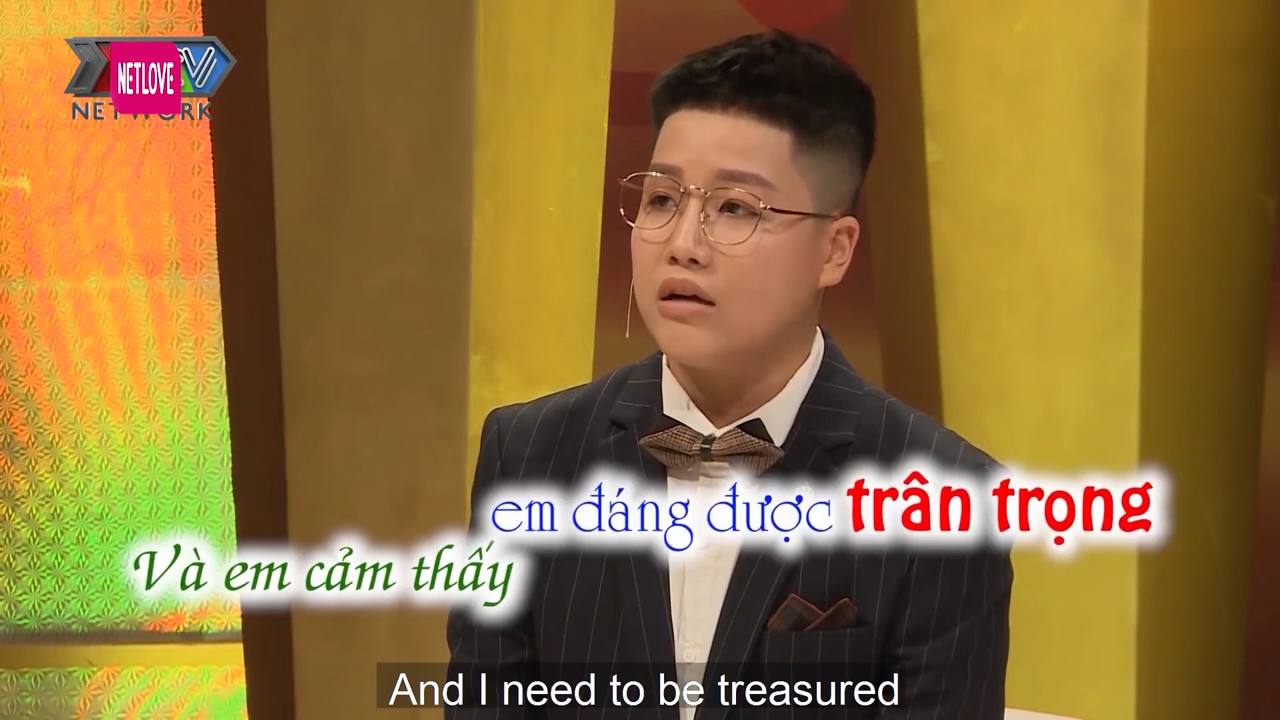 NETLOVE
NETWORK
em đáng được trân trọng
Và em cảm thấy
And I need to be treasured